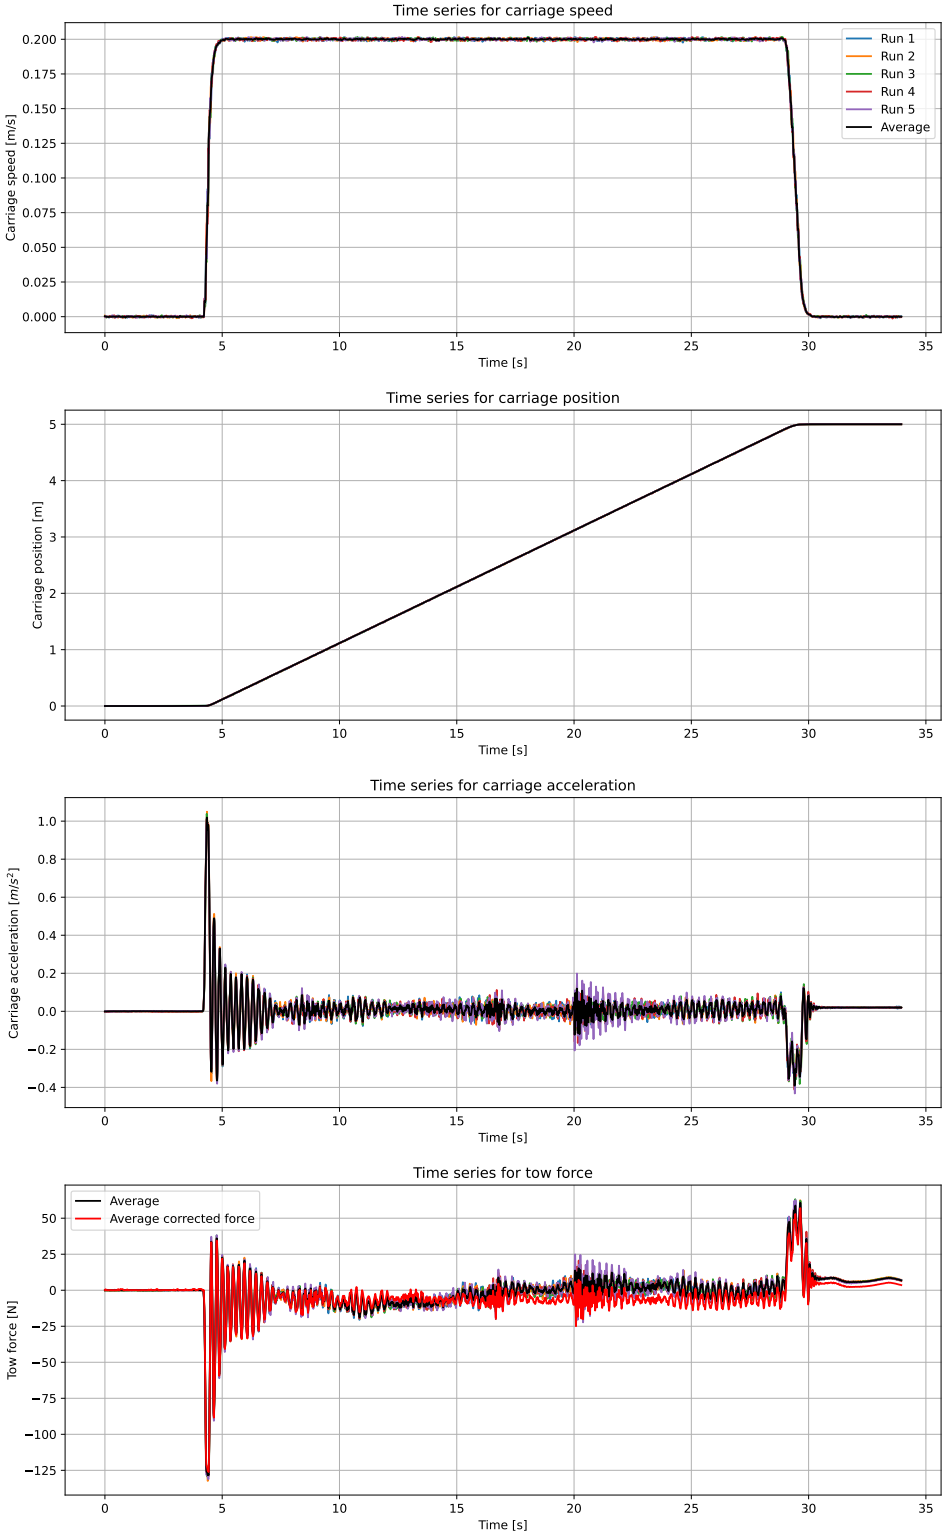 Time series for carriage speed
Carriage speed [m/s]
0.200
0.175
0.150
0.125
0.100
0.075
0.050
0.025
0.000
Run 1
Run 2
Run 3
Run 4
Run 5
Average
0 5 10 15 20 25 30 35
Time [s]
Time series for carriage position
Carriage position [m]
5
4
3
2
1
0
0 5 10 15 20 25 30 35
Time [s]
Time series for carriage acceleration
Carriage acceleration [m/s²]
1.0
0.8
0.6
0.4
0.2
0.0
−0.2
−0.4
0 5 10 15 20 25 30 35
Time [s]
Time series for tow force
Tow force [N]
Average
Average corrected force
50
25
0
−25
−50
−75
−100
−125
0 5 10 15 20 25 30 35
Time [s]